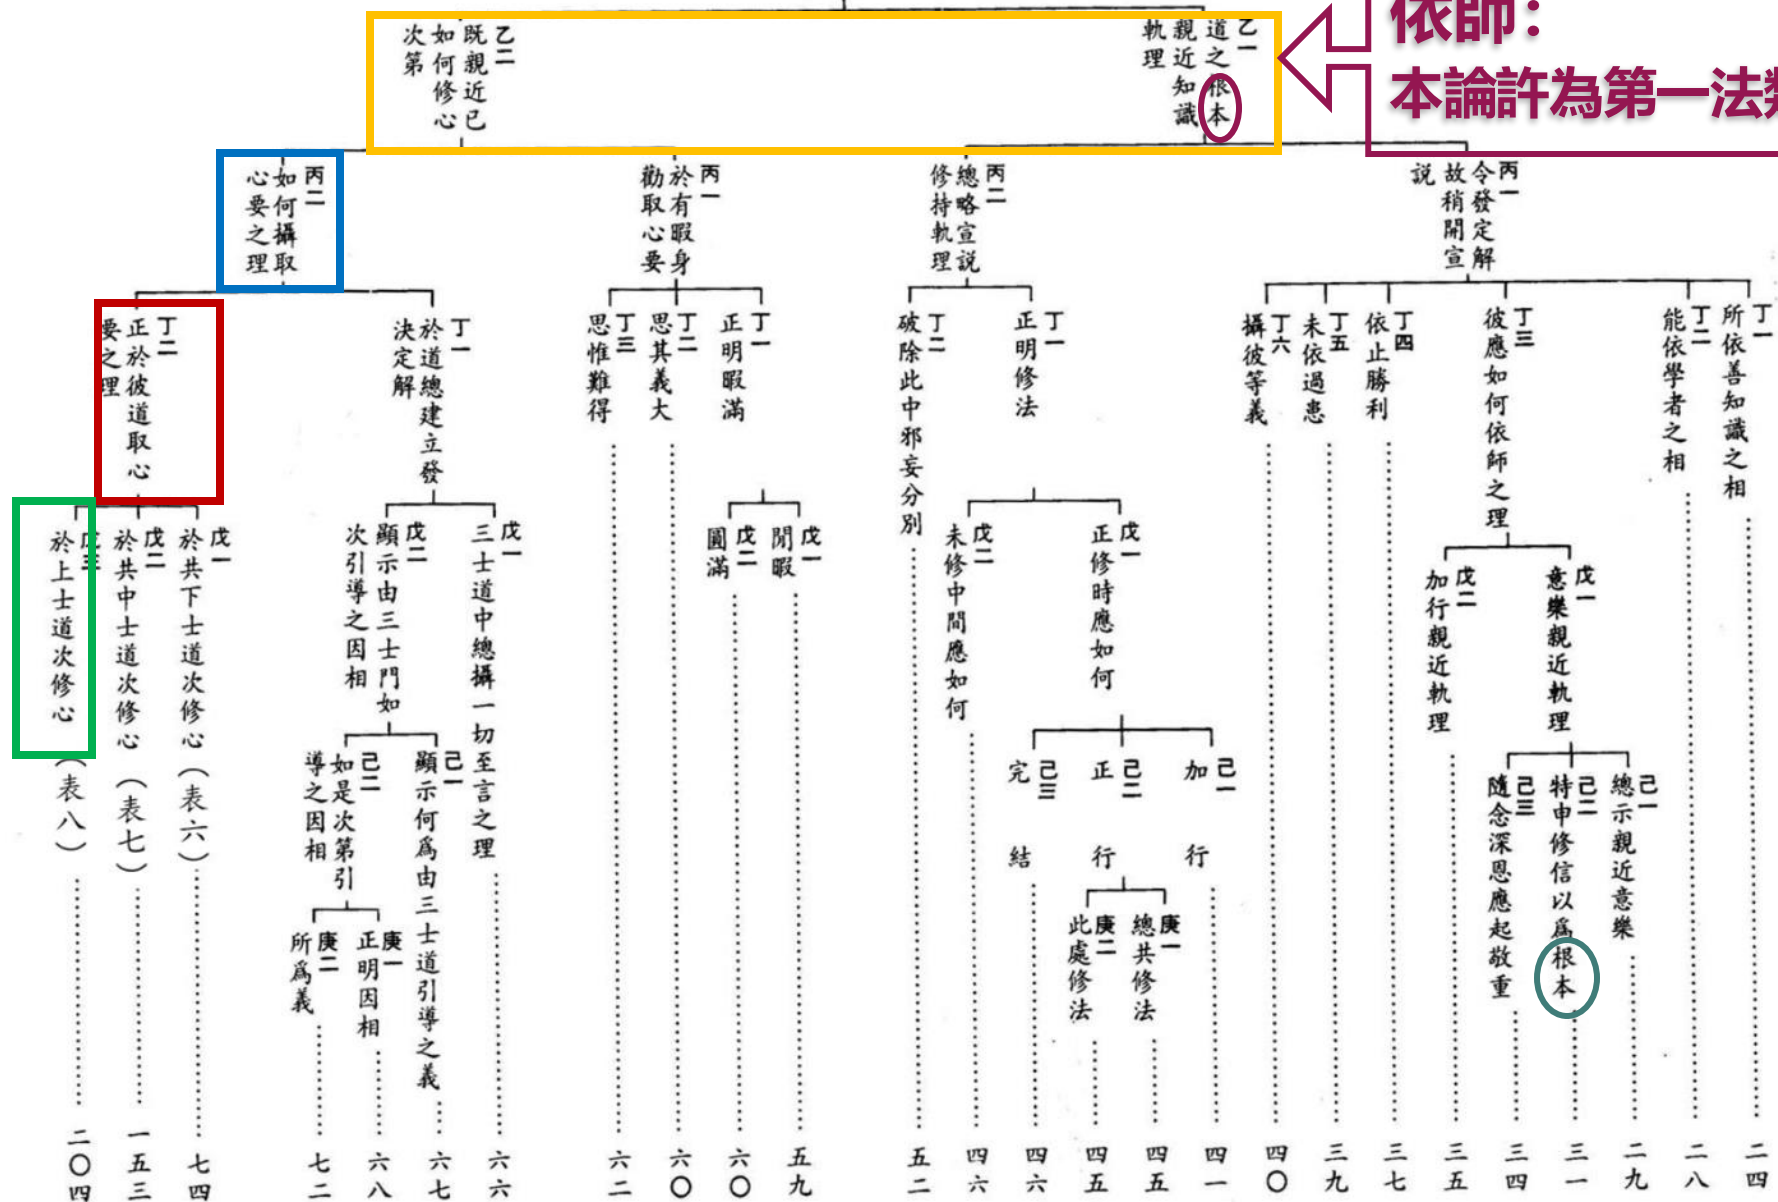 依師：
本論許為第一法類
乙一
道之根本
親近知識
軌理
乙二
既親近已
如何修心
次第
丙一
令發定解
故稍開宣
說
丙二
總略宣說
修持軌理
丙一
於有暇身
勸取心要
丙二
如何攝取
心要之理
丁一
所依善知識之相
丁二
能依學者之相
丁三
彼應如何依師之理
丁四
依止勝利
丁五
未依過患
丁六
攝彼等義
丁一
正明修法
丁二
破除此中邪妄分別
丁一
正明暇滿
丁二
思其義大
丁三
思惟難得
丁一
於道總建立發
決定解
丁二
正於彼道取心
要之理
戊一
意樂親近軌理
戊二
加行親近軌理
戊一
正修時應如何
戊二
未修中間應如何
戊一
閒暇
戊二
圓滿
戊一
三士道中總攝一切至言之理
戊二
顯示由三士門如
次引導之因相
戊一
於共下士道次修心（表六）
戊二
於共中士道次修心（表七）
戊三
於上士道次修心（表八）
己一
總示親近意樂
己二
特申修信以爲根本
己三
隨念深恩應起敬重
己一
加行
己二
正行
己三
完結
己一
顯示何爲由三士道引導之義
己二
如是次第引
導之因相
庚一
總共修法
庚二
此處修法
庚一
正明因相
庚二
所爲義
二四
二八
二九
三一
三四
三五
三七
三九
四〇
四一
四五
四五
四六
四六
五二
五九
六〇
六〇
六二
六六
六七
六八
七二
七四
一五三
二〇四